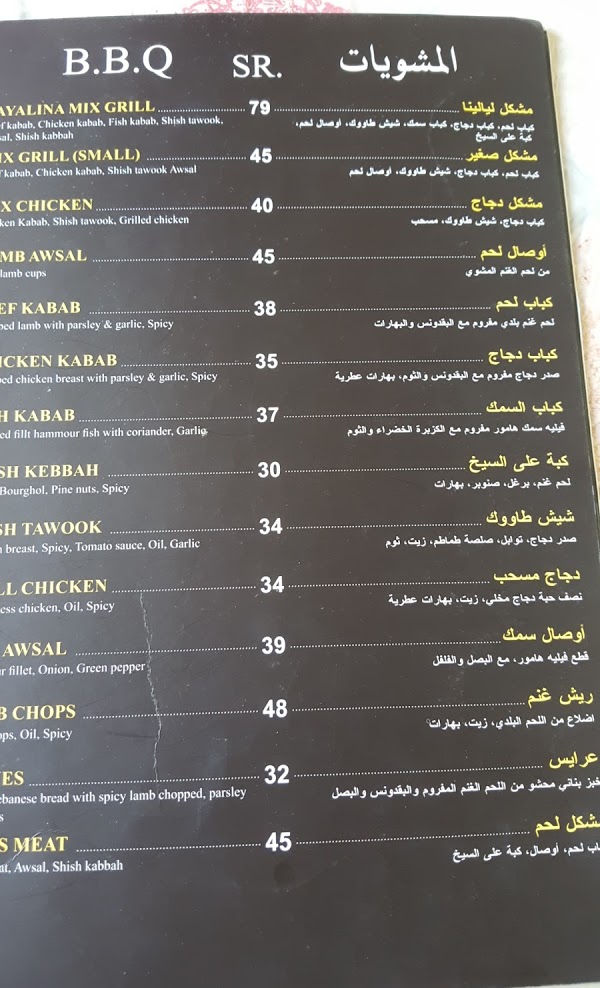 B.B.Q SR. المشويات
AYALINA MIX GRILL 79 مشكل ليالينا
ef kabab, Chicken kabab, Fish kabab, Shish tawook, كباب لحم، كباب دجاج، كباب سمك، شيش طاووك، أوصال لحم،
sal, Shish kabbah كبة على السيخ
IX GRILL (SMALL) 45 مشكل صغير
f kabab, Chicken kabab, Shish tawook Awsal كباب لحم، كباب دجاج، شيش طاووك، أوصال لحم
X CHICKEN 40 مشكل دجاج
ken Kabab, Shish tawook, Grilled chicken كباب دجاج، شيش طاووك، مسحب
MB AWSAL 45 أوصال لحم
lamb cups من لحم الغنم المشوي
EF KABAB 38 كباب لحم
ped lamb with parsley & garlic, Spicy لحم غنم بلدي مفروم مع البقدونس والبهارات
ICKEN KABAB 35 كباب دجاج
ped chicken breast with parsley & garlic, Spicy صدر دجاج مفروم مع البقدونس والثوم، بهارات عطرية
H KABAB 37 كباب السمك
ed fillt hammour fish with coriander, Garlig فيليه سمك هامور مفروم مع الكزبرة الخضراء والثوم
SH KEBBAH 30 كبة على السيخ
Bourghol, Pine nuts, Spicy لحم غنم، برغل، صنوبر، بهارات
SH TAWOOK 34 شيش طاووك
n breast, Spicy, Tomato sauce, Oil, Garlic صدر دجاج، توابل، صلصة طماطم، زيت، ثوم
LL CHICKEN 34 دجاج مسحب
ess chicken, Oil, Spicy نصف حبة دجاج مخلي، زيت، بهارات عطرية
AWSAL 39 أوصال سمك
ur fillet, Onion, Green pepper قطع فيليه هامور، مع البصل والفلفل
B CHOPS 48 ريش غنم
ops, Oil, Spicy اضلاع من اللحم البلدي، زيت، بهارات
ES 32 عرايس
ebanese bread with spicy lamb chopped, parsley خبز بناني محشو من اللحم الغنم المفروم والبقدونس والبصل
s
S MEAT 45 مشكل لحم
at, Awsal, Shish kabbah باب لحم، أوصال، كبة على السيخ